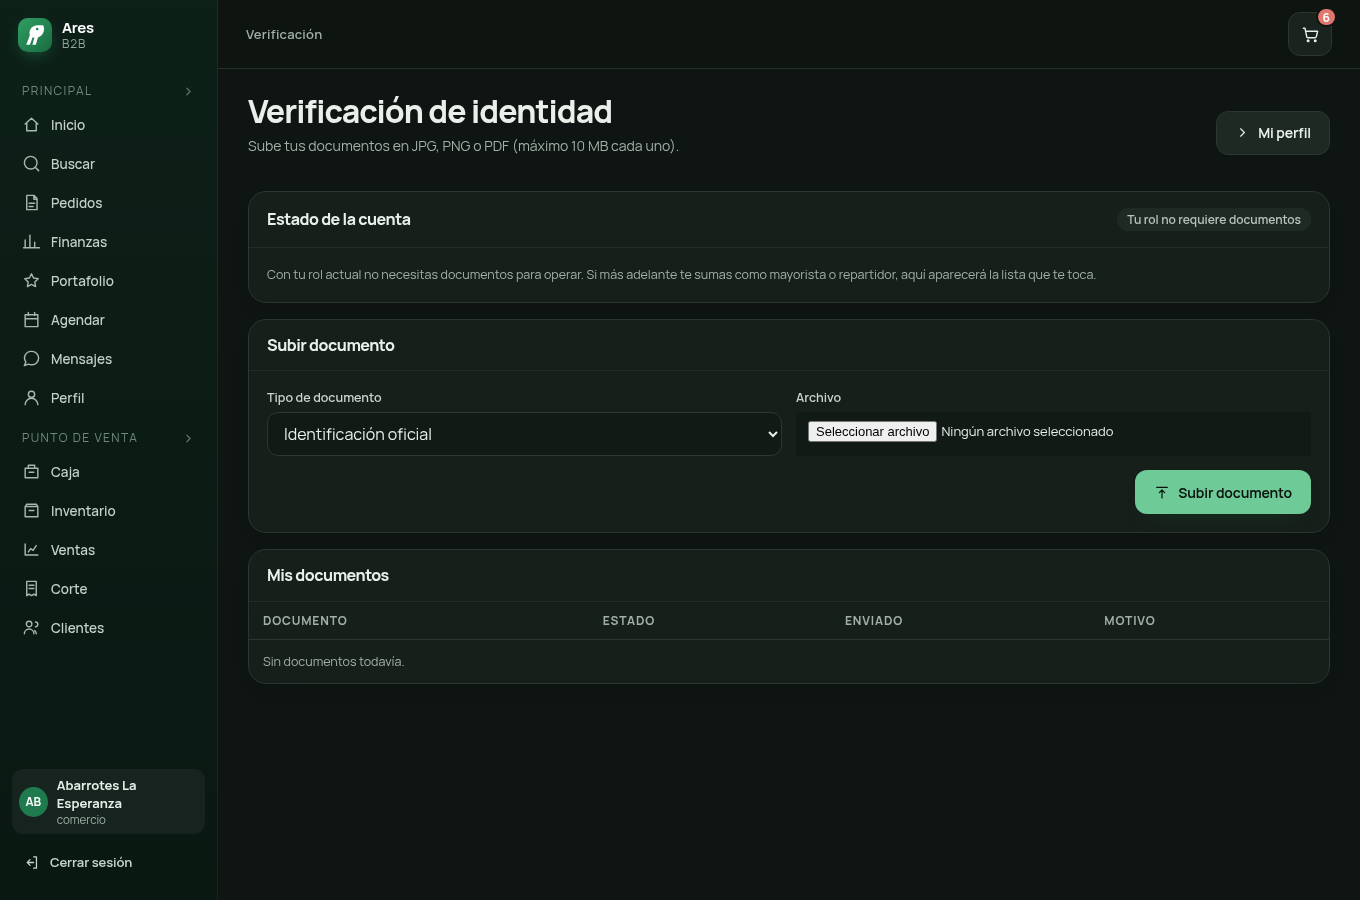 Ares
B2B
PRINCIPAL
Inicio
Buscar
Pedidos
Finanzas
Portafolio
Agendar
Mensajes
Perfil
PUNTO DE VENTA
Caja
Inventario
Ventas
Corte
Clientes
AB
Abarrotes La
Esperanza
comercio
Cerrar sesión
Verificación
6
Verificación de identidad
Sube tus documentos en JPG, PNG o PDF (máximo 10 MB cada uno).
Mi perfil
Estado de la cuenta
Tu rol no requiere documentos
Con tu rol actual no necesitas documentos para operar. Si más adelante te sumas como mayorista o repartidor, aquí aparecerá la lista que te toca.
Subir documento
Tipo de documento
Archivo
Identificación oficial
Seleccionar archivo Ningún archivo seleccionado
Subir documento
Mis documentos
DOCUMENTO ESTADO ENVIADO MOTIVO
Sin documentos todavía.